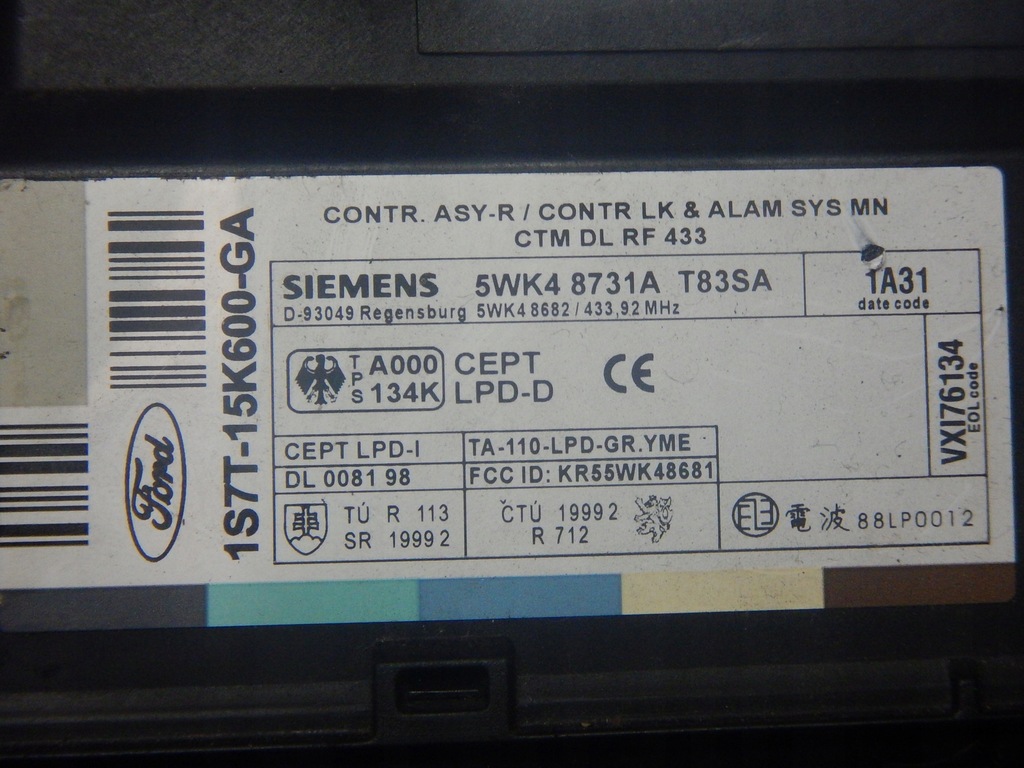 CONTR. ASY-R / CONTR LK & ALAM SYS MN
CTM DL RF 433
SIEMENS 5WK4 8731A T83SA
D-93049 Regensburg 5WK4 8682 / 433,92 MHz
1A31
date code
TPS A000
134K
CEPT
LPD-D
CE
VXI76134
EOL code
CEPT LPD-I
TA-110-LPD-GR.YME
DL 0081 98
FCC ID: KR55WK48681
TÚ R 113
SR 1999 2
ČTÚ 1999 2
R 712
電波 88LP0012
Ford
1S7T-15K600-GA